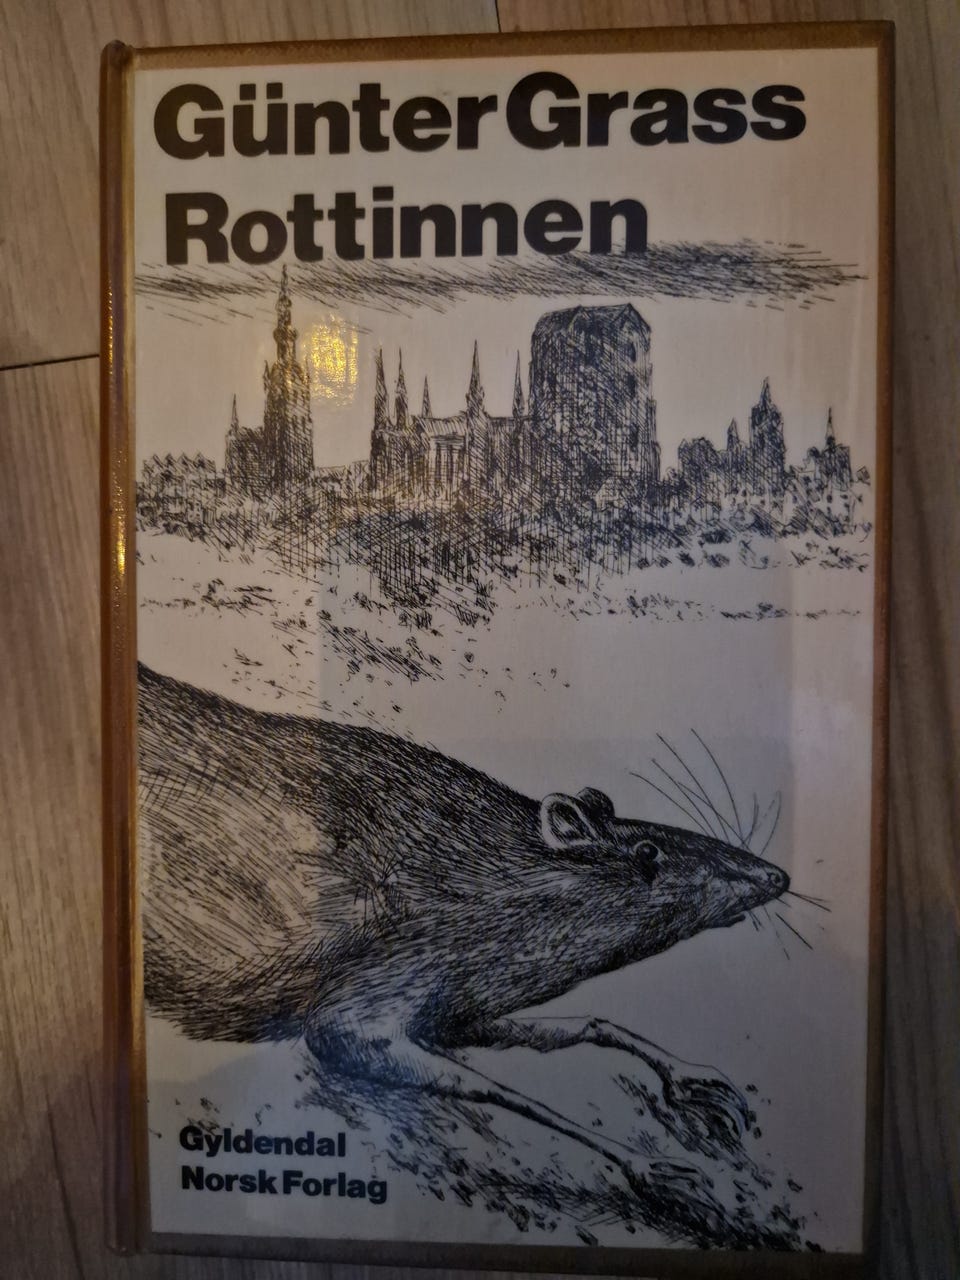 Günter Grass
Rottinnen
Gyldendal
Norsk Forlag